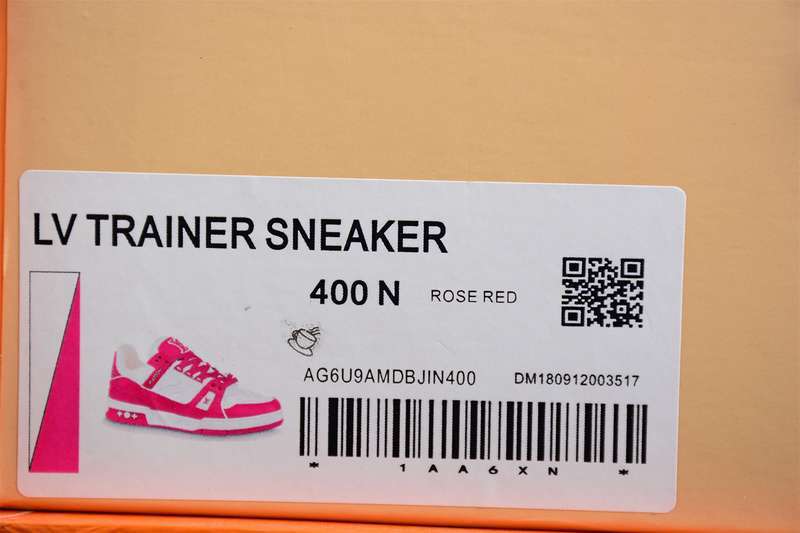 LV TRAINER SNEAKER
400 N ROSE RED
AG6U9AMDBJIN400 DM180912003517
* 1AA6XN *